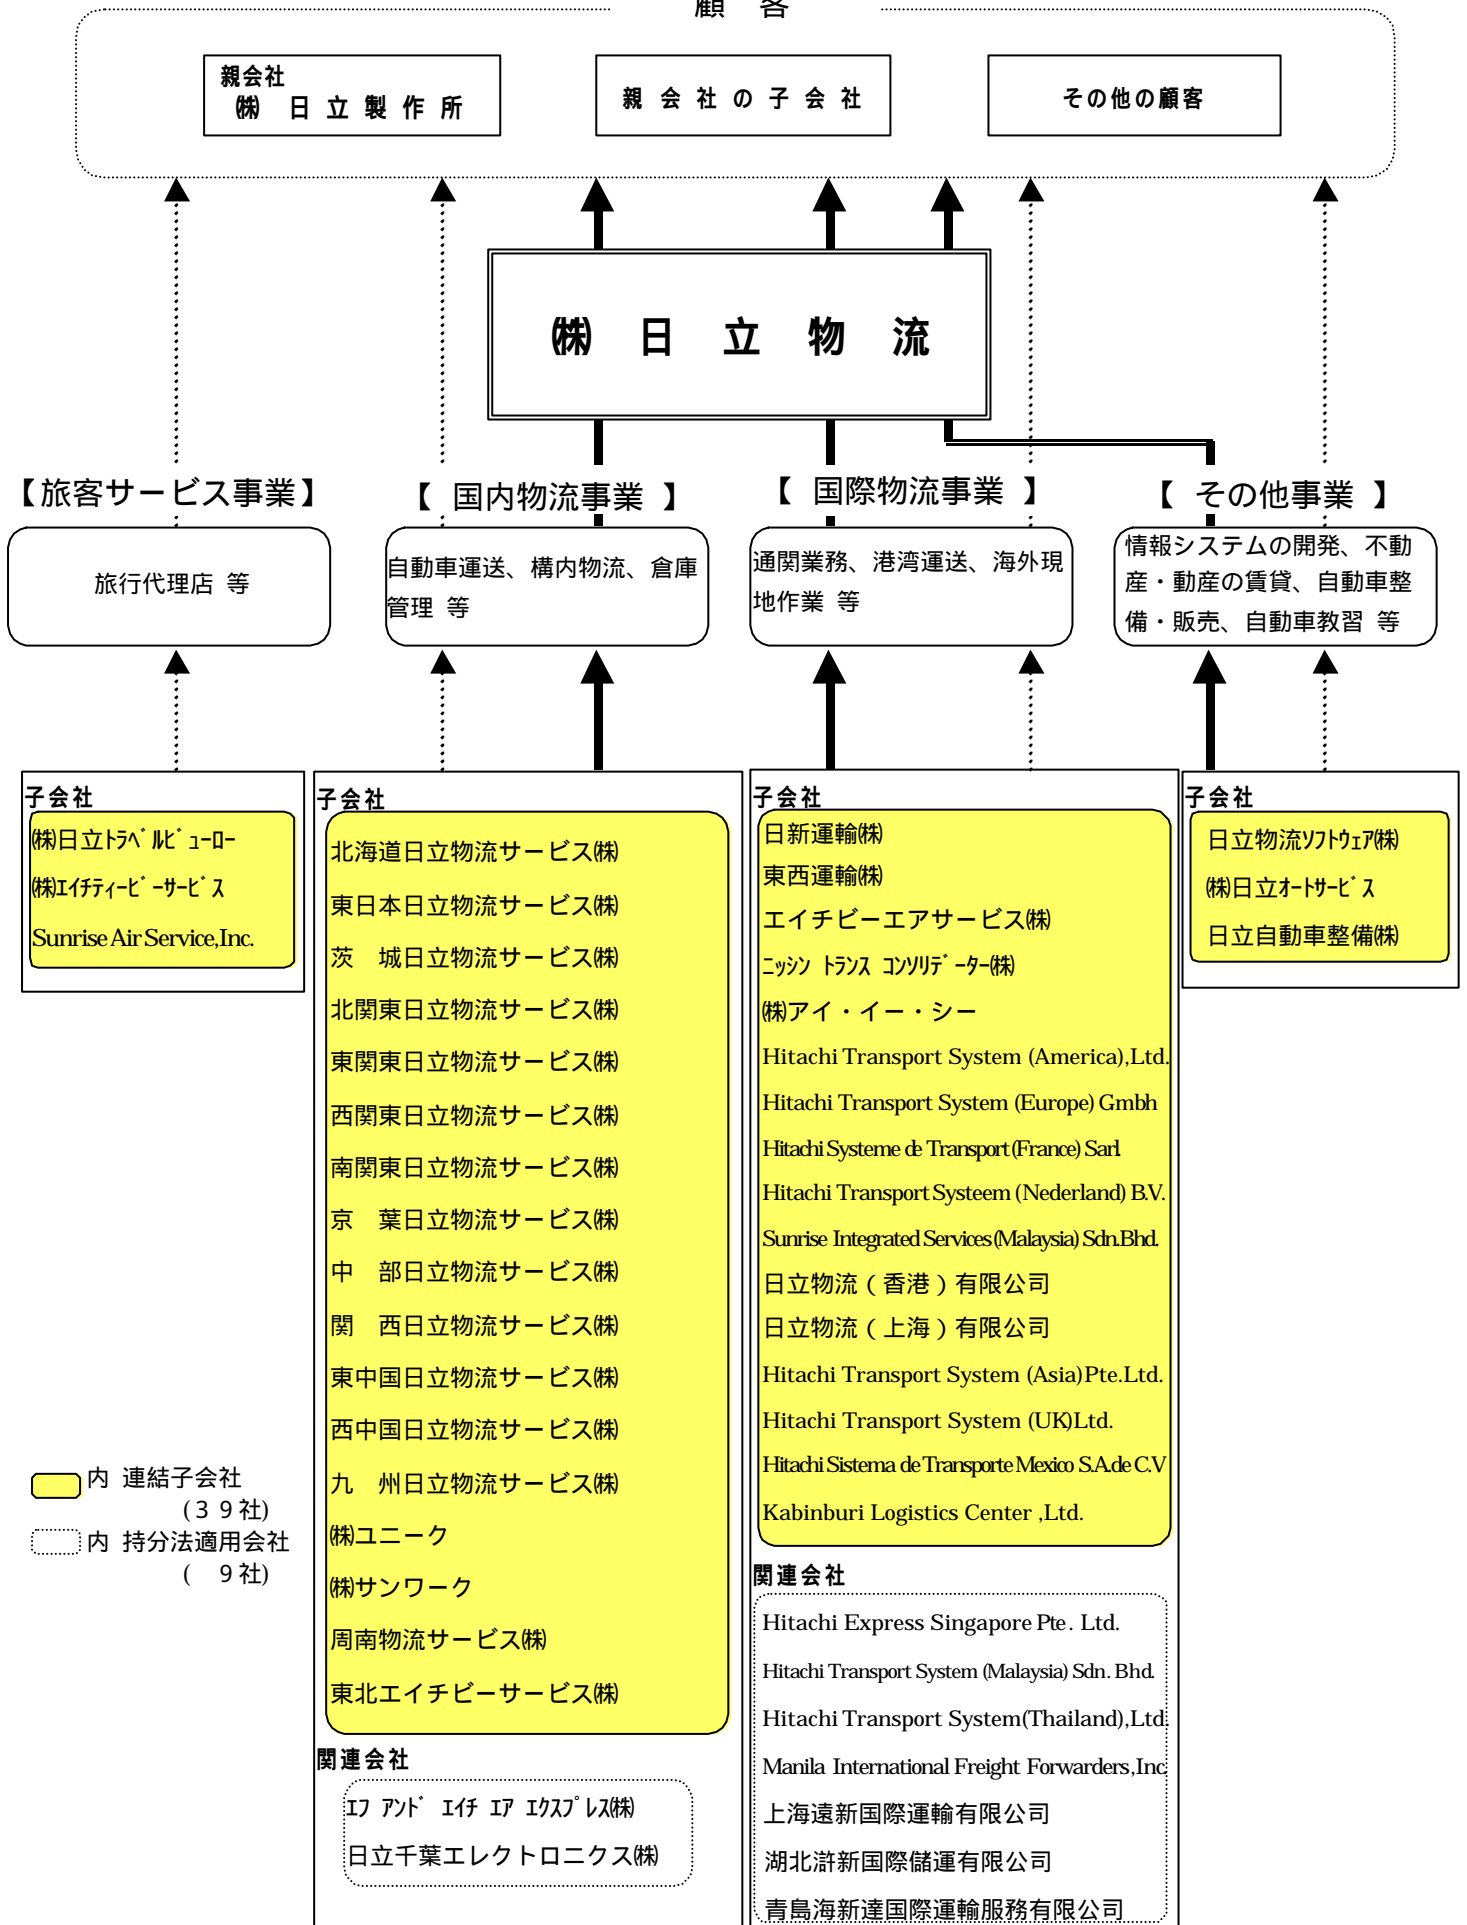 顧 客
親会社
㈱ 日 立 製 作 所
親 会 社 の 子 会 社
その他の顧客
㈱ 日 立 物 流
【旅客サービス事業】
【 国内物流事業 】
【 国際物流事業 】
【 その他事業 】
旅行代理店 等
自動車運送、構内物流、倉庫
管理 等
通関業務、港湾運送、海外現
地作業 等
情報システムの開発、不動
産・動産の賃貸、自動車整
備・販売、自動車教習 等
子会社
㈱日立ﾄﾗﾍﾞﾙﾋﾞｭｰﾛｰ
㈱ｴｲﾁﾃｨｰﾋﾞｰｻｰﾋﾞｽ
Sunrise Air Service,Inc.
子会社
北海道日立物流サービス㈱
東日本日立物流サービス㈱
茨 城日立物流サービス㈱
北関東日立物流サービス㈱
東関東日立物流サービス㈱
西関東日立物流サービス㈱
南関東日立物流サービス㈱
京 葉日立物流サービス㈱
中 部日立物流サービス㈱
関 西日立物流サービス㈱
東中国日立物流サービス㈱
西中国日立物流サービス㈱
九 州日立物流サービス㈱
㈱ユニーク
㈱サンワーク
周南物流サービス㈱
東北エイチビーサービス㈱
関連会社
ｴﾌ ｱﾝﾄﾞ ｴｲﾁ ｴｱ ｴｸｽﾌﾟﾚｽ㈱
日立千葉エレクトロニクス㈱
子会社
日新運輸㈱
東西運輸㈱
エイチビーエアサービス㈱
ﾆｯｼﾝ ﾄﾗﾝｽ ｺﾝｿﾘﾃﾞｰﾀｰ㈱
㈱アイ・イー・シー
Hitachi Transport System (America),Ltd.
Hitachi Transport System (Europe) Gmbh
Hitachi Systeme de Transport (France) Sarl.
Hitachi Transport Systeem (Nederland) B.V.
Sunrise Integrated Services (Malaysia) Sdn.Bhd.
日立物流（香港）有限公司
日立物流（上海）有限公司
Hitachi Transport System (Asia)Pte.Ltd.
Hitachi Transport System (UK)Ltd.
Hitachi Sistema de Transporte Mexico S.A.de C.V
Kabinburi Logistics Center ,Ltd.
関連会社
Hitachi Express Singapore Pte. Ltd.
Hitachi Transport System (Malaysia) Sdn. Bhd.
Hitachi Transport System(Thailand),Ltd.
Manila International Freight Forwarders,Inc.
上海遠新国際運輸有限公司
湖北滸新国際儲運有限公司
青島海新達国際運輸服務有限公司
子会社
日立物流ｿﾌﾄｳｪｱ㈱
㈱日立ｵｰﾄｻｰﾋﾞｽ
日立自動車整備㈱
内 連結子会社
(３９社)
内 持分法適用会社
( ９社)